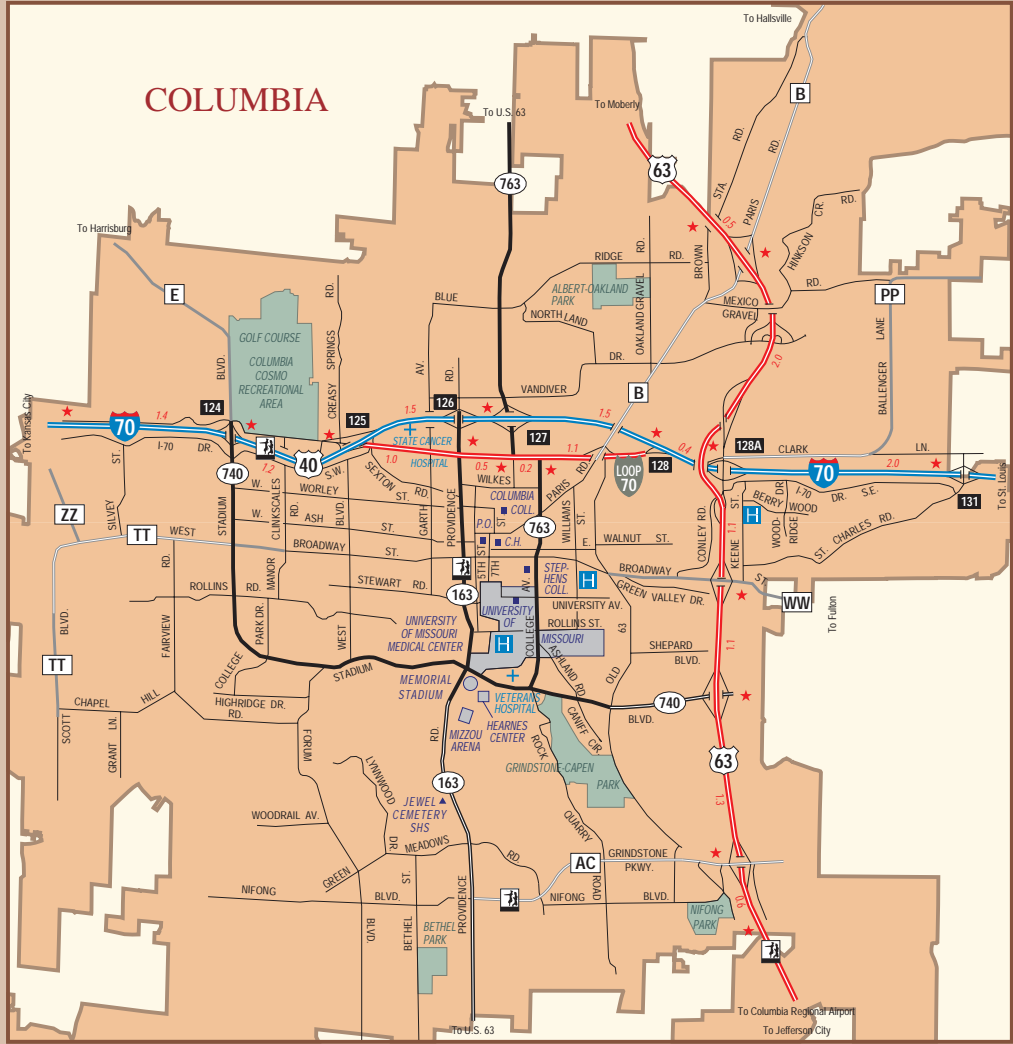 To Hallsville
COLUMBIA
To U.S. 63
To Moberly
B
63
763
STA.
RD.
PARIS
RD.
0.5
HINKSON
CR.
RD.
To Harrisburg
RIDGE
RD.
BROWN
RD.
OAKLAND GRAVEL
E
RD.
BLUE
ALBERT-OAKLAND
PARK
NORTHLAND
MEXICO
GRAVEL
RD.
PP
GOLF COURSE
COLUMBIA
COSMO
RECREATIONAL
AREA
BLVD.
CREASY SPRINGS
AV.
RD.
DR.
VANDIVER
B
2.0
BALLENGER LANE
To Kansas City
1.4
70
124
125
1.5
126
127
1.5
I-70
DR.
STATE CANCER
HOSPITAL
1.1
0.4
128A
CLARK
LN.
ST.
1.2
40
S.W.
1.0
0.5
0.2
LOOP
70
128
70
2.0
131
To St. Louis
740
SEXTON
RD.
WILKES
PARIS
RD.
ZZ
SILVEY
STADIUM
W.
WORLEY
ST.
CLINKSCALES
RD.
BLVD.
COLUMBIA
COLL.
ST
BERRY
WOOD
DR
I-70
DR.
S.E.
H
TT
WEST
W.
ASH
ST.
GARTH
PROVIDENCE
P.O.
C.H.
763
WILLIAMS
ST.
CONLEY RD.
KEENE
ST.
1.1
WOOD-
RIDGE
ST.
CHARLES
RD.
BROADWAY
ST.
5TH ST
7TH
E.
WALNUT
ST.
RD.
MANOR
ROLLINS
RD.
STEWART
RD.
163
STEP-
HENS
COLL.
H
BROADWAY
ST.
GREEN
VALLEY DR.
WW
To Fulton
BLVD.
FAIRVIEW
PARK DR.
WEST
UNIVERSITY
OF MISSOURI
MEDICAL CENTER
UNIVERSITY
OF
MISSOURI
AV.
COLLEGE
UNIVERSITY AV.
ROLLINS ST.
63
H
TT
COLLEGE
STADIUM
ASHLAND RD.
OLD
SHEPARD
BLVD.
1.1
CHAPEL
HILL
HIGHRIDGE DR.
RD.
MEMORIAL
STADIUM
VETERANS
HOSPITAL
740
BLVD.
SCOTT
GRANT
LN.
FORUM
RD.
MIZZOU
ARENA
HEARNES
CENTER
CANIFF
CIR.
ROCK
GRINDSTONE-CAPEN
PARK
63
LYNNWOOD
DR.
163
1.3
JEWEL
CEMETERY
SHS
WOODRAIL AV.
QUARRY
MEADOWS
RD.
AC
GRINDSTONE
PKWY.
GREEN
NIFONG
BLVD.
ST.
NIFONG
ROAD
BLVD.
0.6
NIFONG
PARK
BLVD.
BETHEL
BETHEL
PARK
PROVIDENCE
To U.S. 63
To Columbia Regional Airport
To Jefferson City